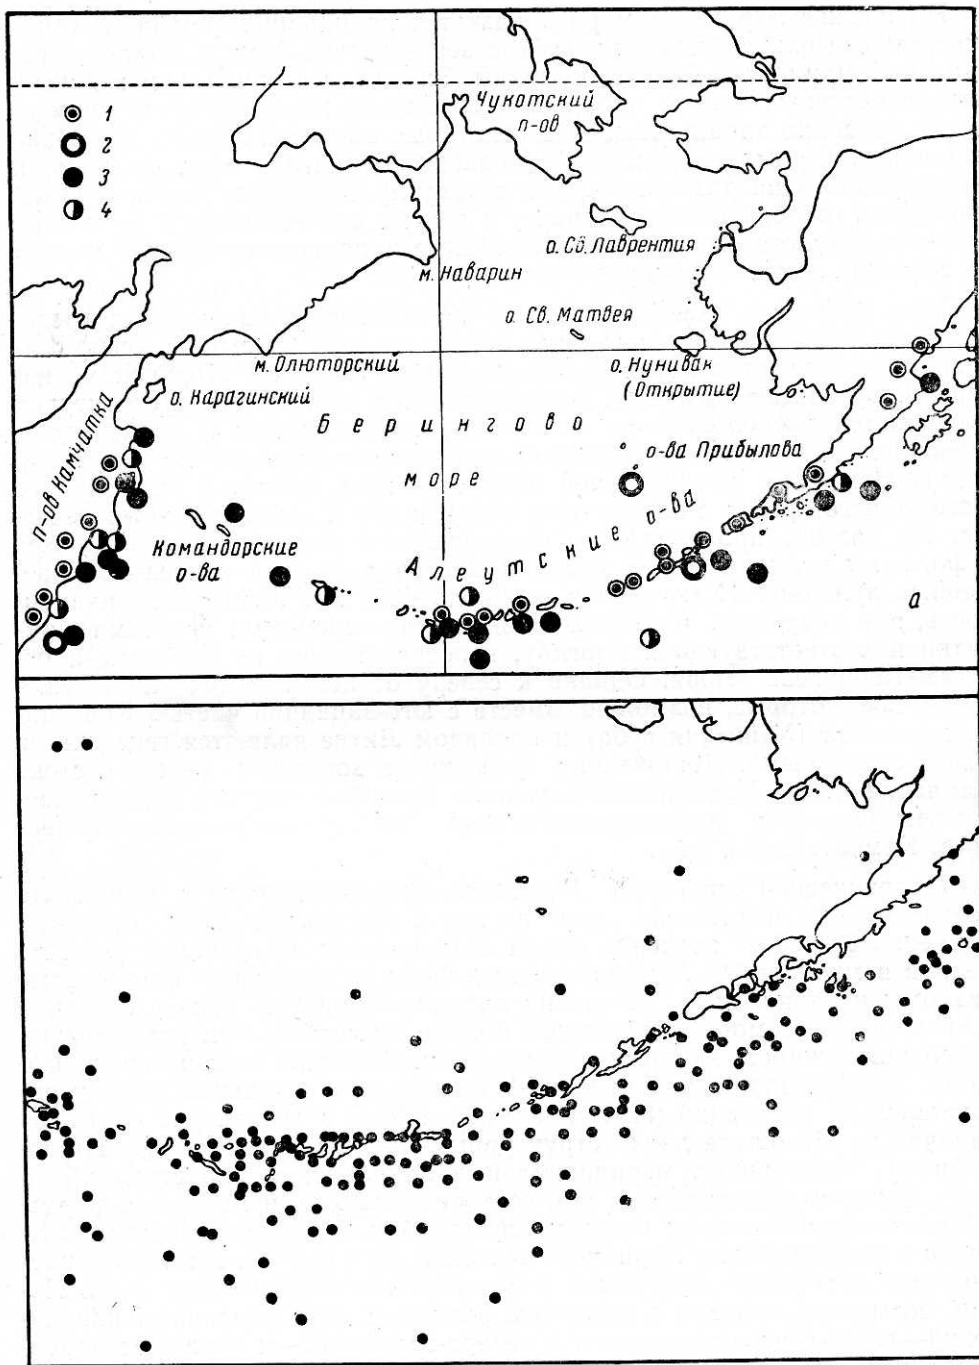 1
2
3
4
Чукотский
п-ов
о. Св. Лаврентия
м. Наварин
о. Св. Матвея
м. Олюторский
о. Нунивак
(Открытие)
о. Карагинский
п-ов Камчатка
Берингово
море
о-ва Прибылова
Командорские
о-ва
Алеутские о-ва
а